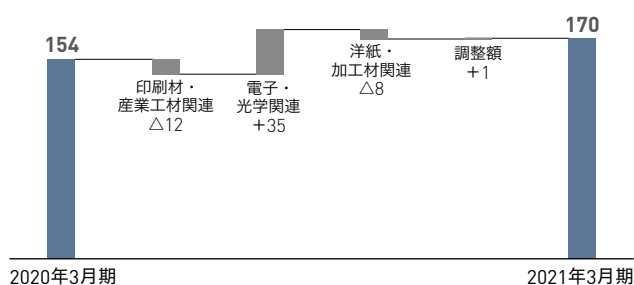 154
印刷材・
産業工材関連
△12
電子・
光学関連
+35
洋紙・
加工材関連
△8
調整額
+1
170
2020年3月期
2021年3月期